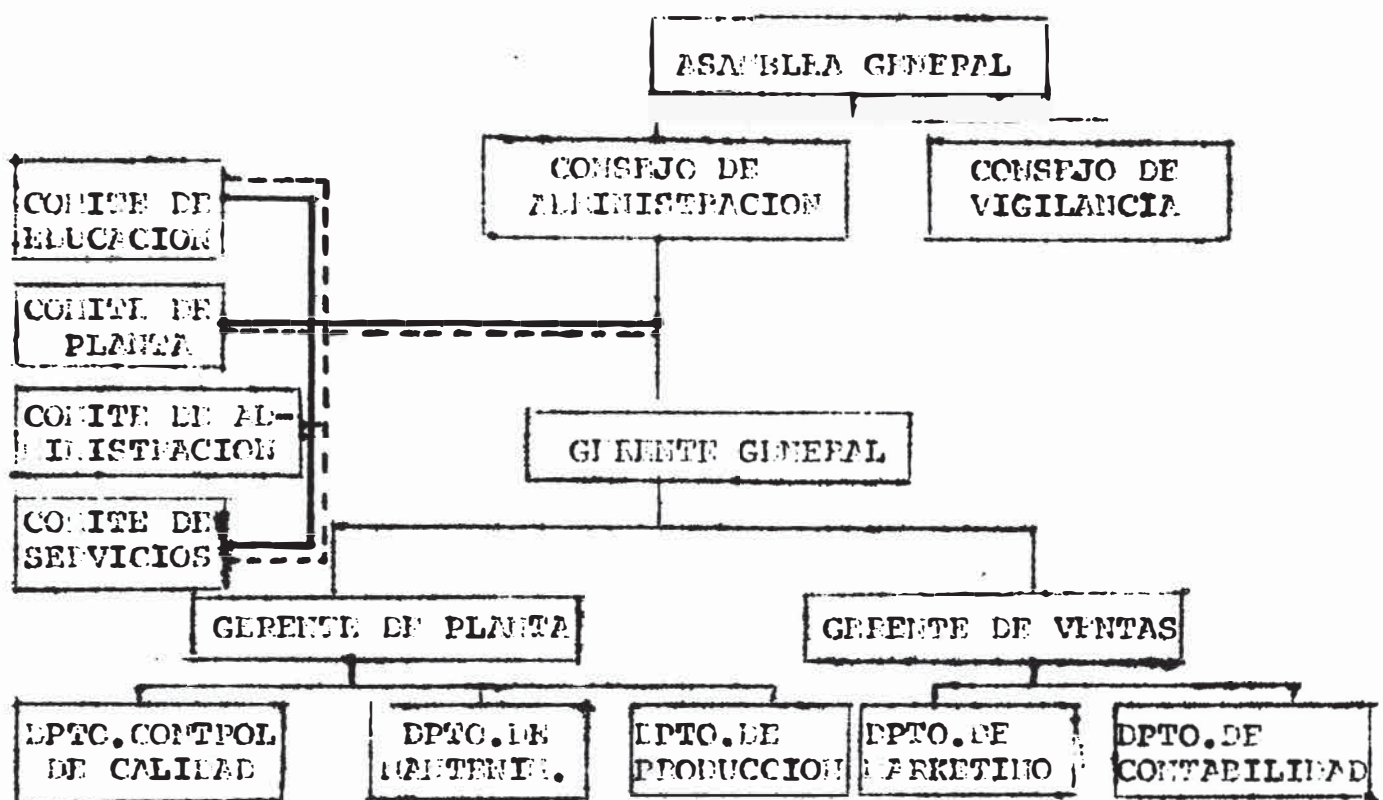 ASAMBLEA GENERAL
CONSEJO DE
ADMINISTRACION
CONSEJO DE
VIGILANCIA
COMITE DE
EDUCACION
COMITE DE
PLANTA
COMITE DE AD-
MINISTRACION
COMITE DE
SERVICIOS
GERENTE GENERAL
GERENTE DE PLANTA
GERENTE DE VENTAS
DPTO.CONTROL
DE CALIDAD
DPTO.DE
MANTENIM.
DPTO.DE
PRODUCCION
DPTO.DE
MARKETING
DPTO.DE
CONTABILIDAD